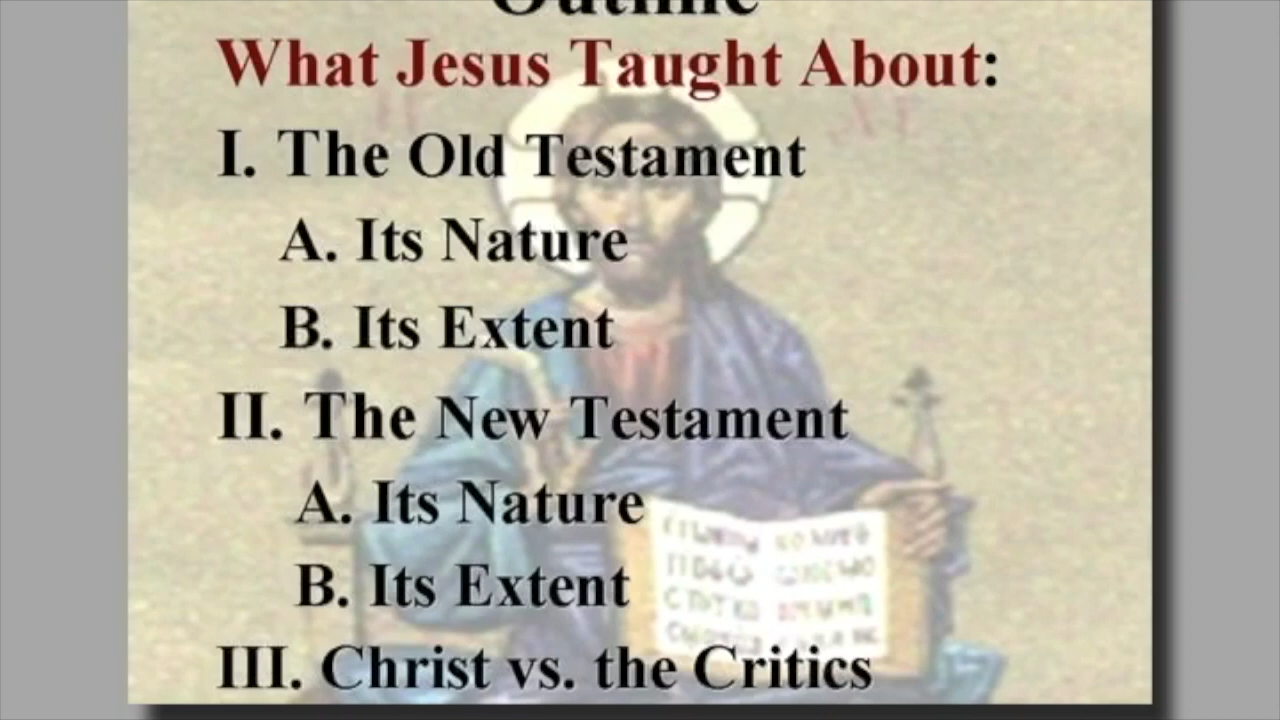 Outline
What Jesus Taught About:
I. The Old Testament
A. Its Nature
B. Its Extent
II. The New Testament
A. Its Nature
B. Its Extent
III. Christ vs. the Critics